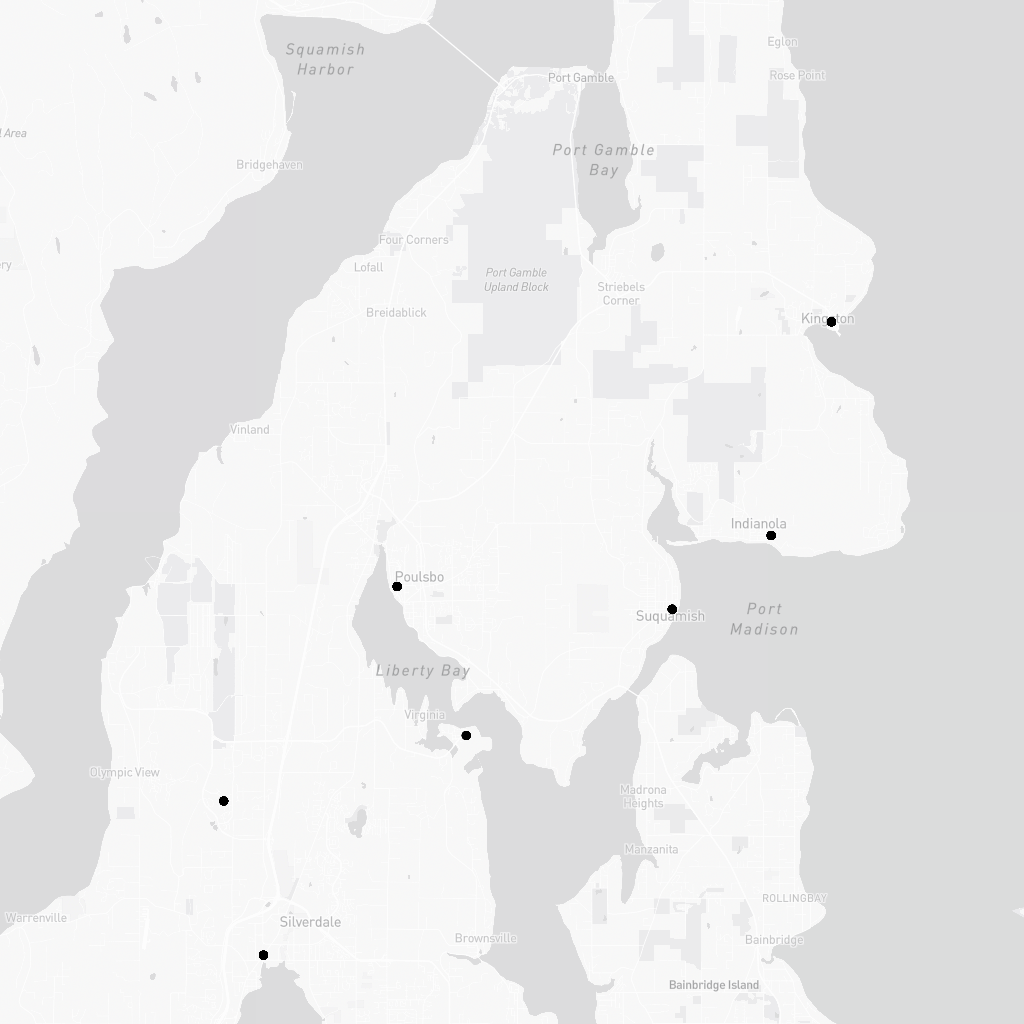 Squamish
Harbor
Eglon
Rose Point
Port Gamble
l Area
Port Gamble
Bay
Bridgehaven
Four Corners
Lofall
ry
Port Gamble
Upland Block
Striebels
Corner
Breidablick
Kingston
Vinland
Indianola
Poulsbo
Suquamish
Port
Madison
Liberty Bay
Virginia
Olympic View
Madrona
Heights
Manzanita
ROLLINGBAY
Warrenville
Silverdale
Brownsville
Bainbridge
Bainbridge Island